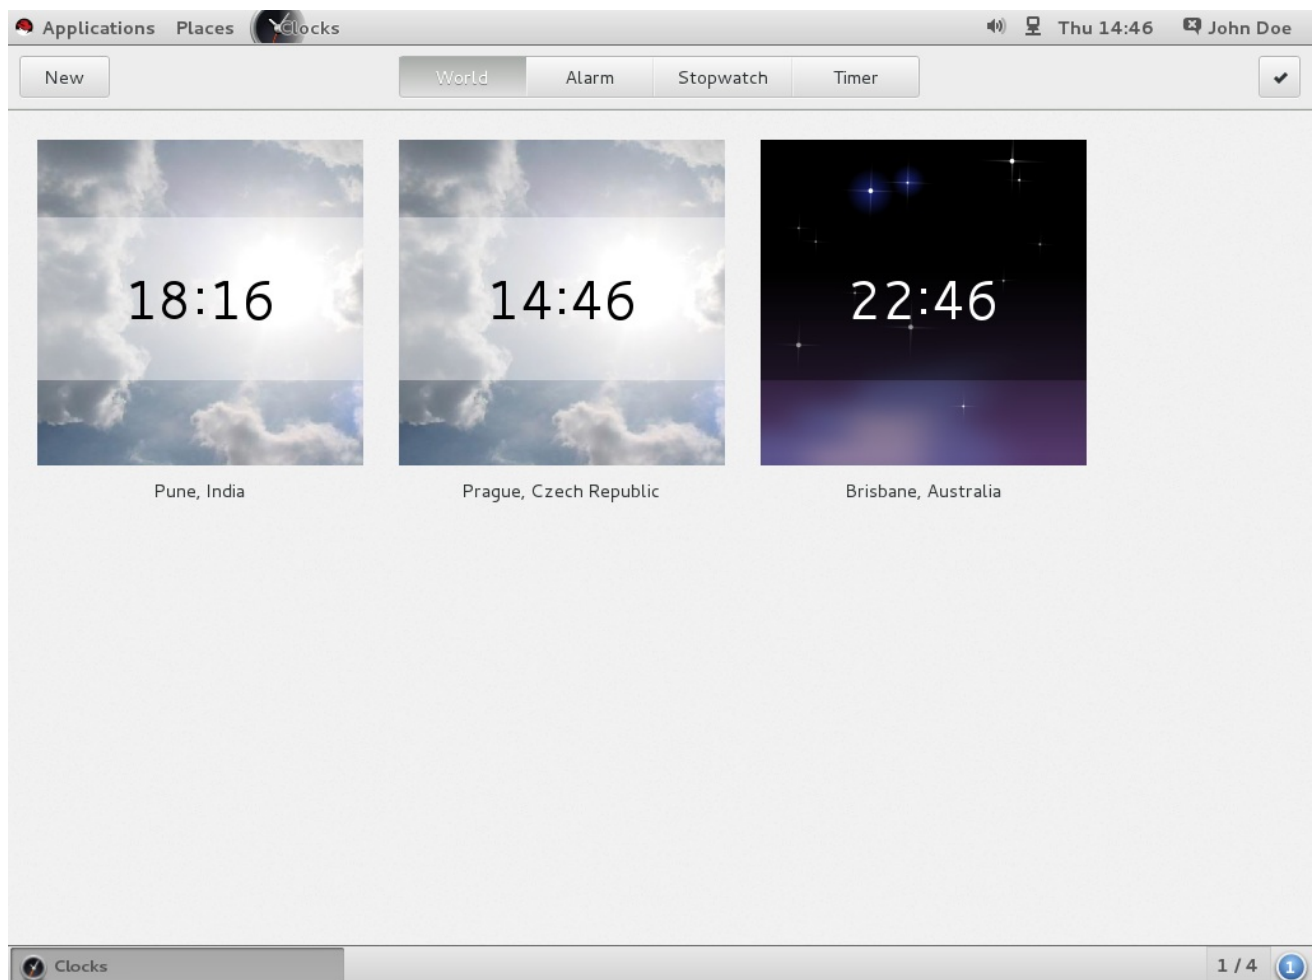 Applications Places Clocks Thu 14:46 John Doe
New World Alarm Stopwatch Timer
18:16 14:46 22:46
Pune, India Prague, Czech Republic Brisbane, Australia
Clocks 1 / 4 1